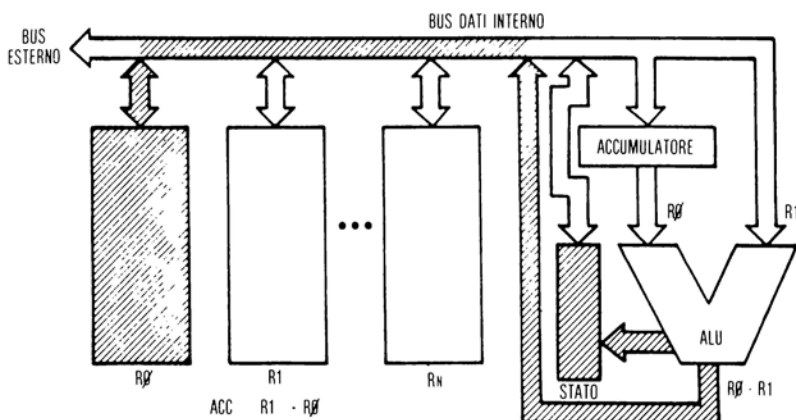 BUS DATI INTERNO
BUS
ESTERNO
ACCUMULATORE
RØ
R1
ALU
RØ
R1
RN
STATO
RØ - R1
ACC R1 - RØ